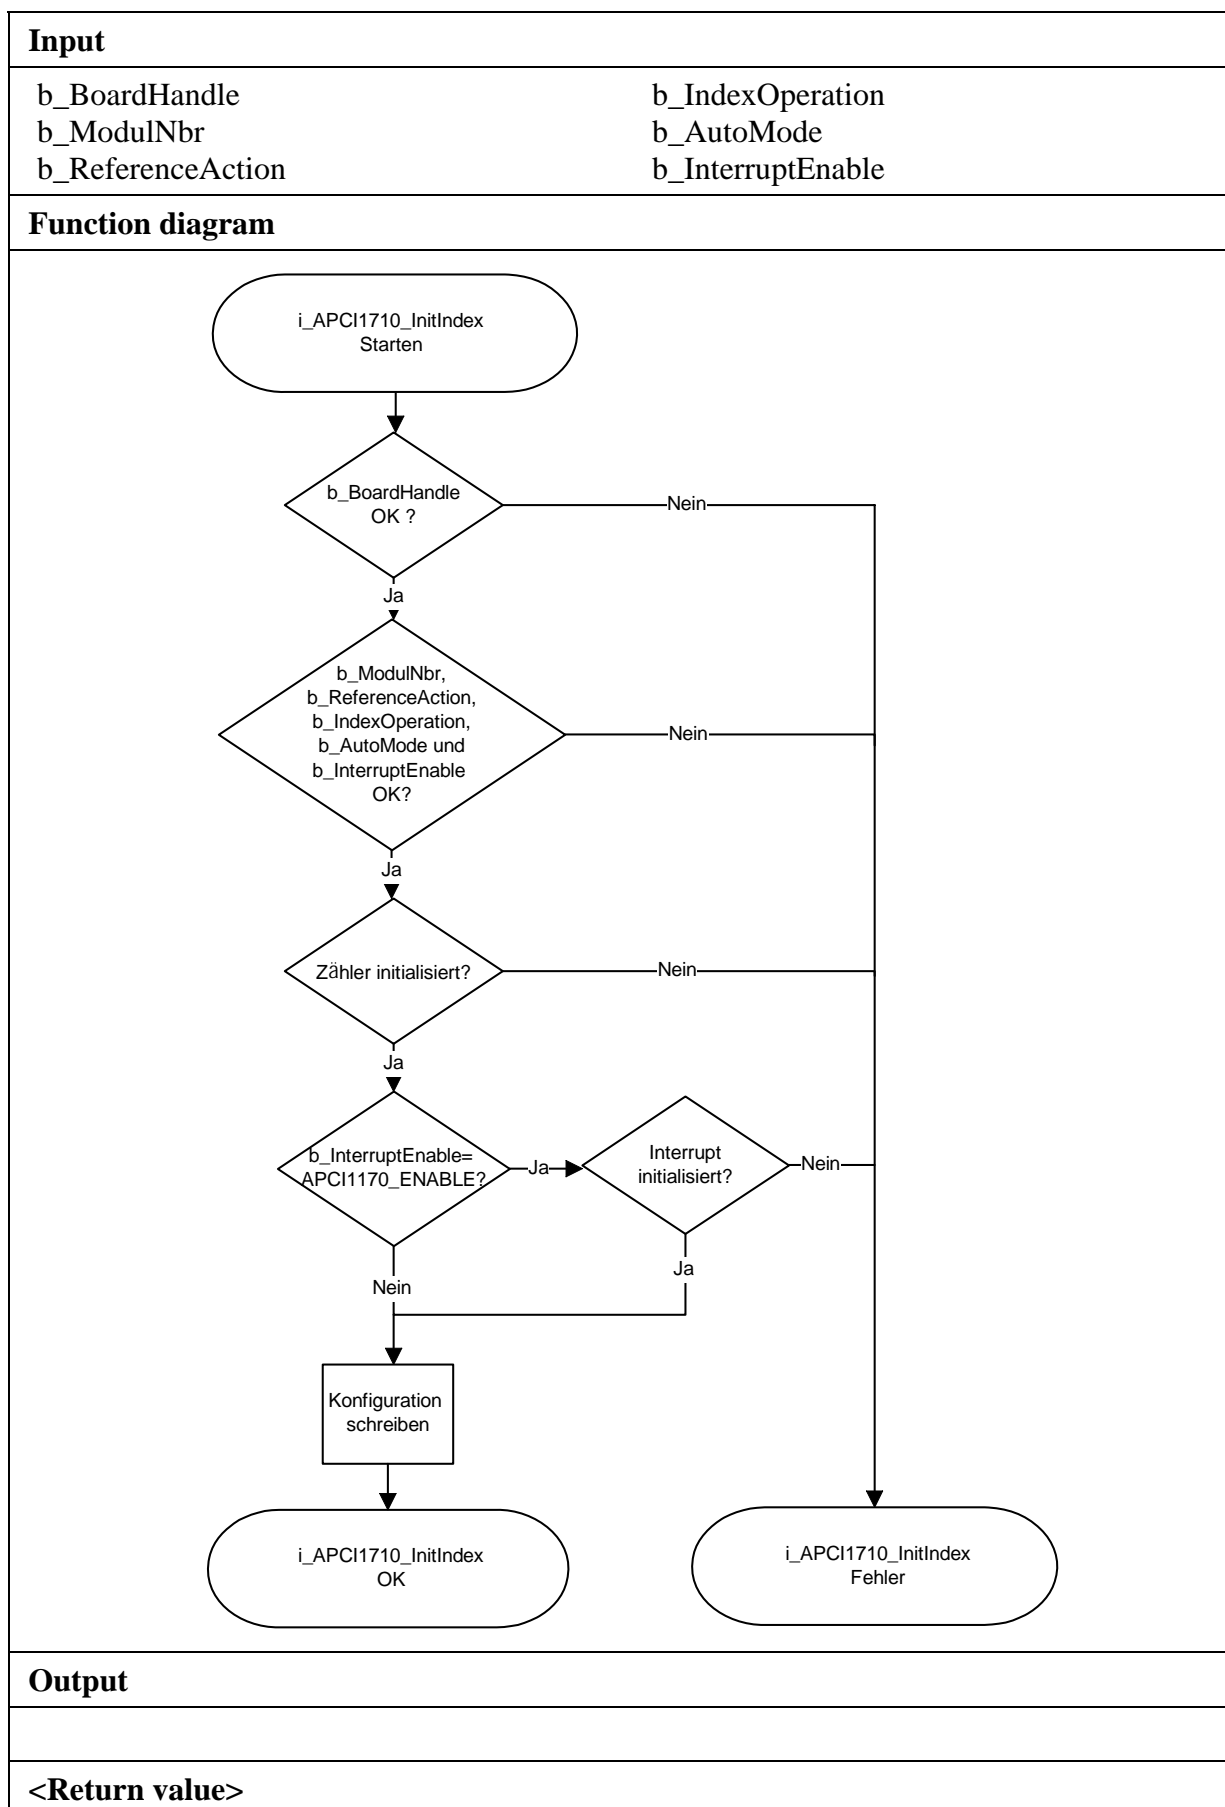 Input
b_BoardHandle
b_ModulNbr
b_ReferenceAction
b_IndexOperation
b_AutoMode
b_InterruptEnable
Function diagram
i_APCI1710_InitIndex
Starten
b_BoardHandle
OK ?
Nein
Ja
b_ModulNbr,
b_ReferenceAction,
b_IndexOperation,
b_AutoMode und
b_InterruptEnable
OK?
Nein
Ja
Zähler initialisiert?
Nein
Ja
b_InterruptEnable=
APCI1170_ENABLE?
Ja
Interrupt
initialisiert?
Nein
Ja
Nein
Konfiguration
schreiben
i_APCI1710_InitIndex
OK
i_APCI1710_InitIndex
Fehler
Output
<Return value>